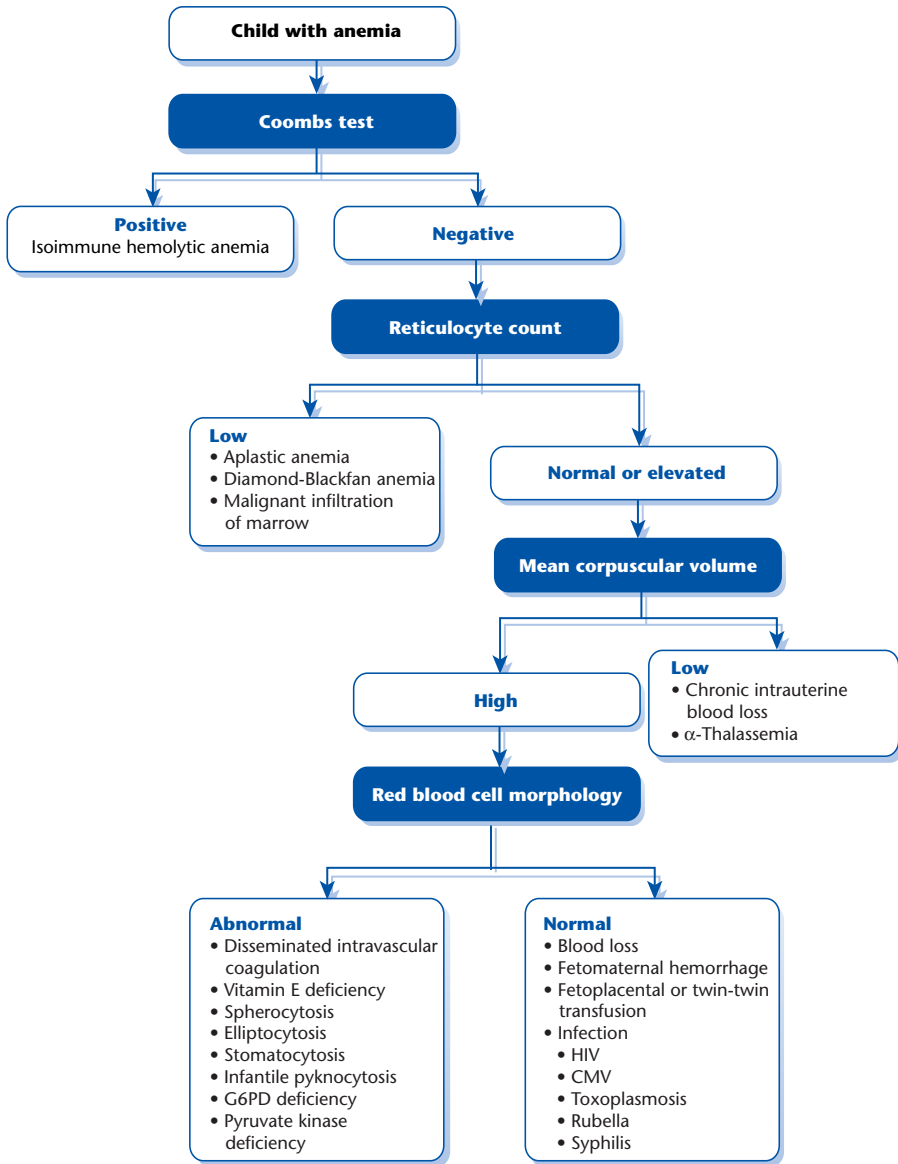 Child with anemia
Coombs test
Positive
Isoimmune hemolytic anemia
Negative
Reticulocyte count
Low
• Aplastic anemia
• Diamond-Blackfan anemia
• Malignant infiltration
of marrow
Normal or elevated
Mean corpuscular volume
High
Low
• Chronic intrauterine
blood loss
• α-Thalassemia
Red blood cell morphology
Abnormal
• Disseminated intravascular
coagulation
• Vitamin E deficiency
• Spherocytosis
• Elliptocytosis
• Stomatocytosis
• Infantile pyknocytosis
• G6PD deficiency
• Pyruvate kinase
deficiency
Normal
• Blood loss
• Fetomaternal hemorrhage
• Fetoplacental or twin-twin
transfusion
• Infection
• HIV
• CMV
• Toxoplasmosis
• Rubella
• Syphilis